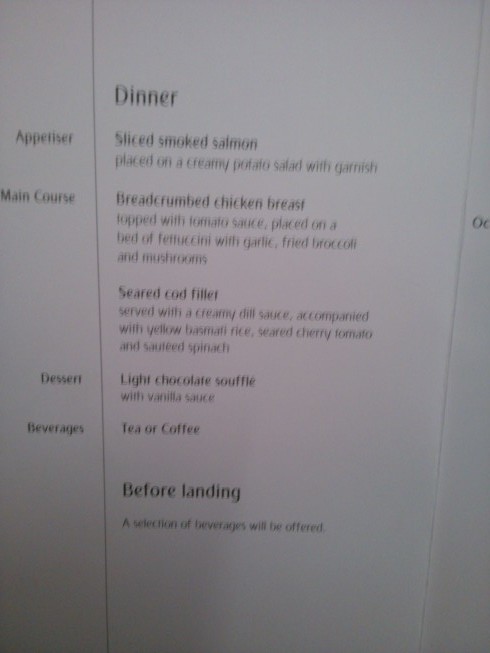 Dinner
Appetiser
Sliced smoked salmon
placed on a creamy potato salad with garnish
Main Course
Breadcrumbed chicken breast
topped with tomato sauce, placed on a
bed of fettuccini with garlic, fried broccoli
and mushrooms
Seared cod fillet
served with a creamy dill sauce, accompanied
with yellow basmati rice, seared cherry tomato
and sautéed spinach
Dessert
Light chocolate soufflé
with vanilla sauce
Beverages
Tea or Coffee
Before landing
A selection of beverages will be offered.